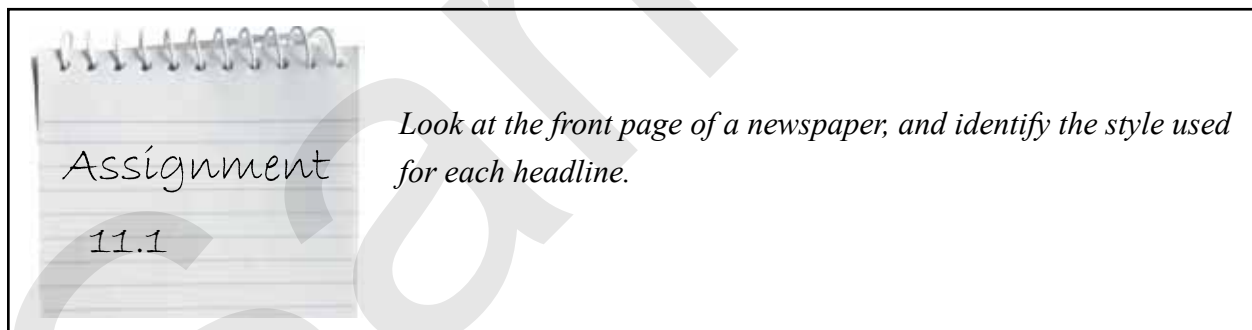 Assignment
11.1
Look at the front page of a newspaper, and identify the style used
for each headline.